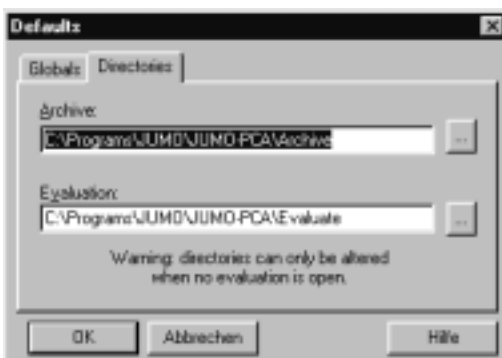 Defaults
Globals Directories
Archive:
C:\Programs\JUMO\JUMO-PCA\Archive
...
Evaluation:
C:\Programs\JUMO\JUMO-PCA\Evaluate
...
Warning: directories can only be altered
when no evaluation is open.
OK Abbrechen Hilfe